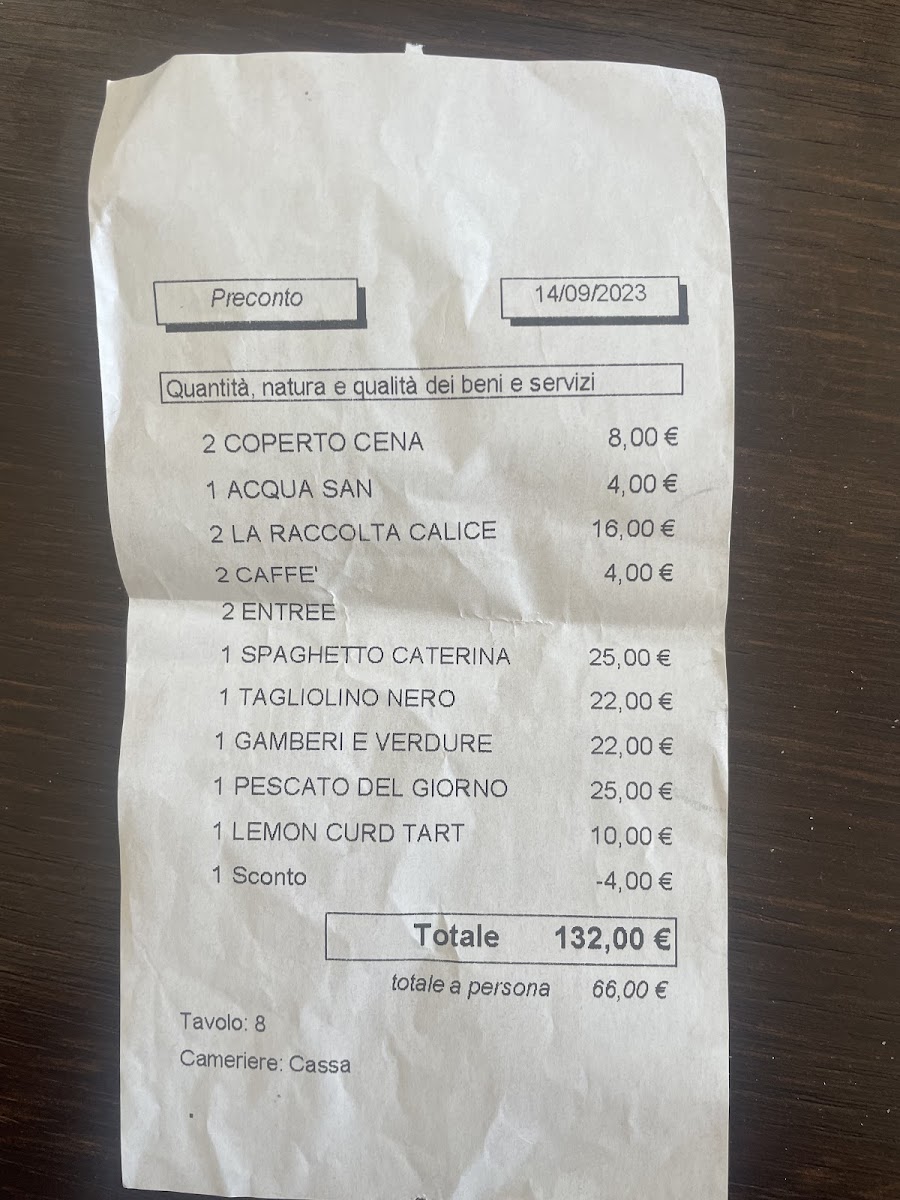 Preconto 14/09/2023
Quantità, natura e qualità dei beni e servizi
2 COPERTO CENA 8,00 €
1 ACQUA SAN 4,00 €
2 LA RACCOLTA CALICE 16,00 €
2 CAFFE' 4,00 €
2 ENTREE
1 SPAGHETTO CATERINA 25,00 €
1 TAGLIOLINO NERO 22,00 €
1 GAMBERI E VERDURE 22,00 €
1 PESCATO DEL GIORNO 25,00 €
1 LEMON CURD TART 10,00 €
1 Sconto -4,00 €
Totale 132,00 €
totale a persona 66,00 €
Tavolo: 8
Cameriere: Cassa